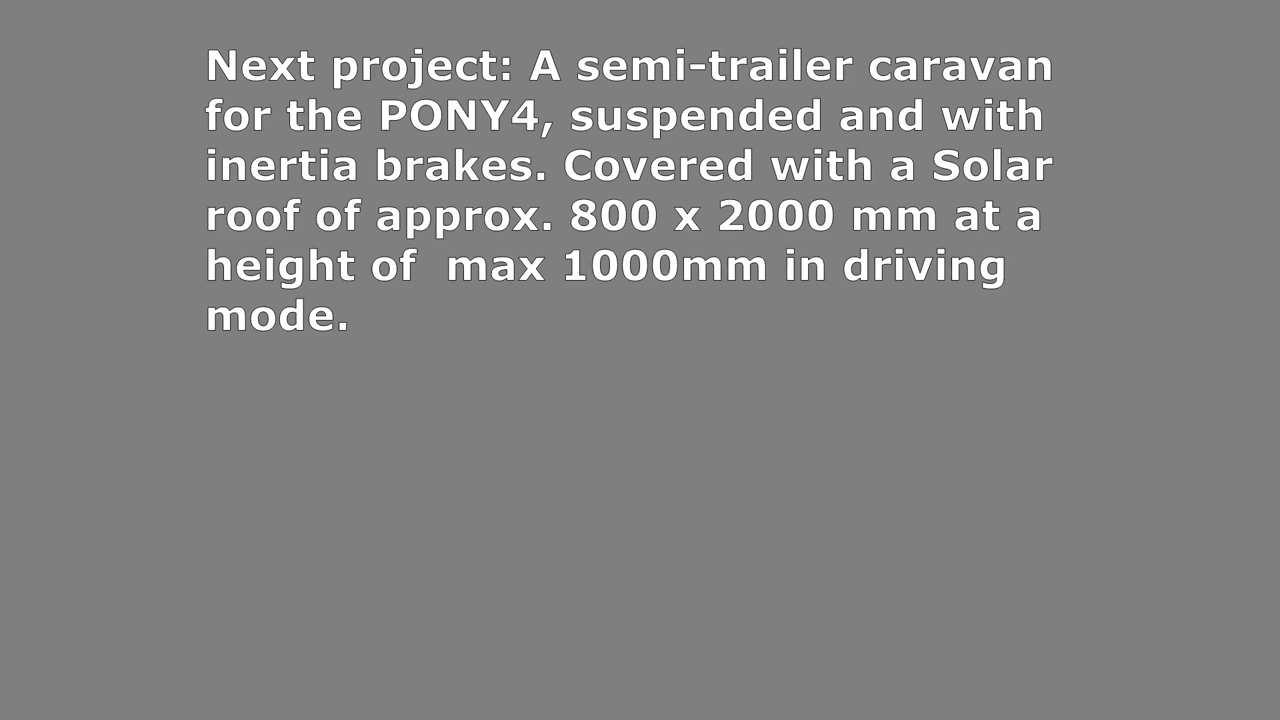 Next project: A semi-trailer caravan
for the PONY4, suspended and with
inertia brakes. Covered with a Solar
roof of approx. 800 x 2000 mm at a
height of  max 1000mm in driving
mode.